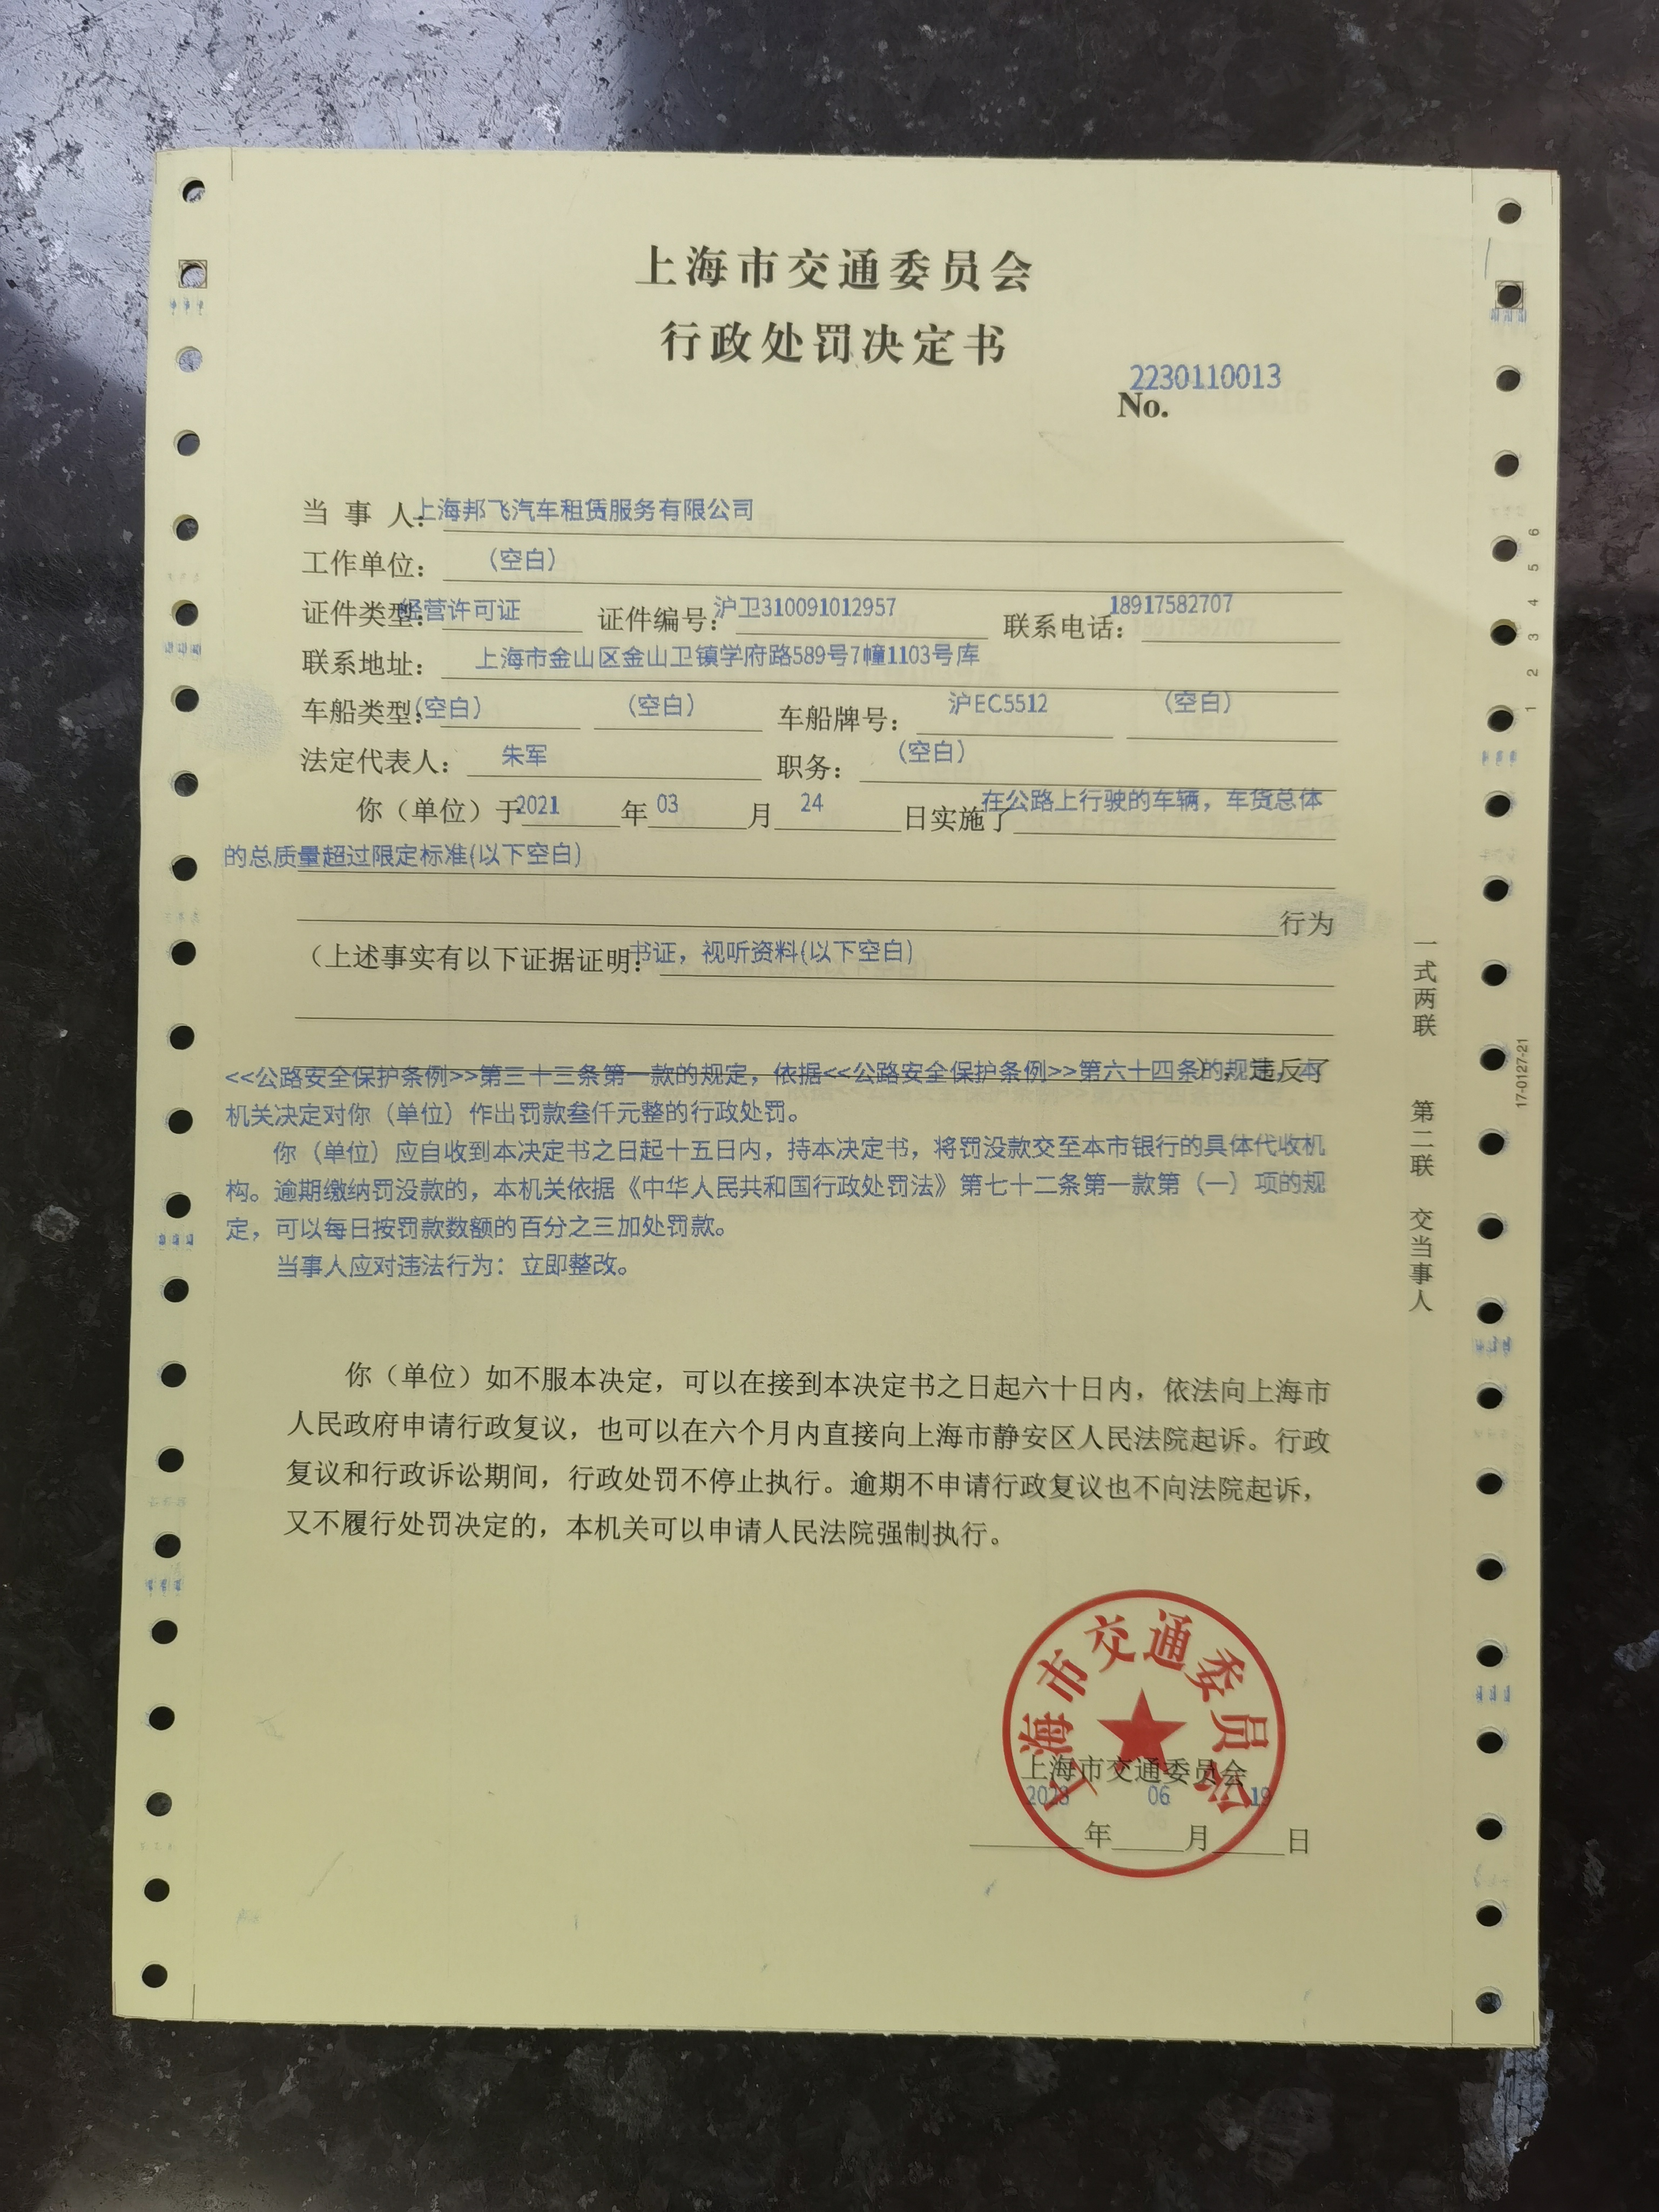 上海市交通委员会
行政处罚决定书
2230110013
No.
当 事 人：上海邦飞汽车租赁服务有限公司
工作单位：（空白）
证件类型：经营许可证 证件编号：沪卫310091012957 联系电话：18917582707
联系地址：上海市金山区金山卫镇学府路589号7幢1103号库
车船类型：（空白） （空白） 车船牌号：沪EC5512 （空白）
法定代表人：朱军 职务：（空白）
你（单位）于2021年03月24日实施了在公路上行驶的车辆，车货总体
的总质量超过限定标准(以下空白)
行为
（上述事实有以下证据证明：书证，视听资料(以下空白)
），违反了
<<公路安全保护条例>>第三十三条第一款的规定，依据<<公路安全保护条例>>第六十四条的规定，本
机关决定对你（单位）作出罚款叁仟元整的行政处罚。
你（单位）应自收到本决定书之日起十五日内，持本决定书，将罚没款交至本市银行的具体代收机
构。逾期缴纳罚没款的，本机关依据《中华人民共和国行政处罚法》第七十二条第一款第（一）项的规
定，可以每日按罚款数额的百分之三加处罚款。
当事人应对违法行为：立即整改。
你（单位）如不服本决定，可以在接到本决定书之日起六十日内，依法向上海市
人民政府申请行政复议，也可以在六个月内直接向上海市静安区人民法院起诉。行政
复议和行政诉讼期间，行政处罚不停止执行。逾期不申请行政复议也不向法院起诉，
又不履行处罚决定的，本机关可以申请人民法院强制执行。
上海市交通委员会
上海市交通委员会
2023年06月19日
一式两联 第二联 交当事人
17-0127-21
1 2 3 4 5 6